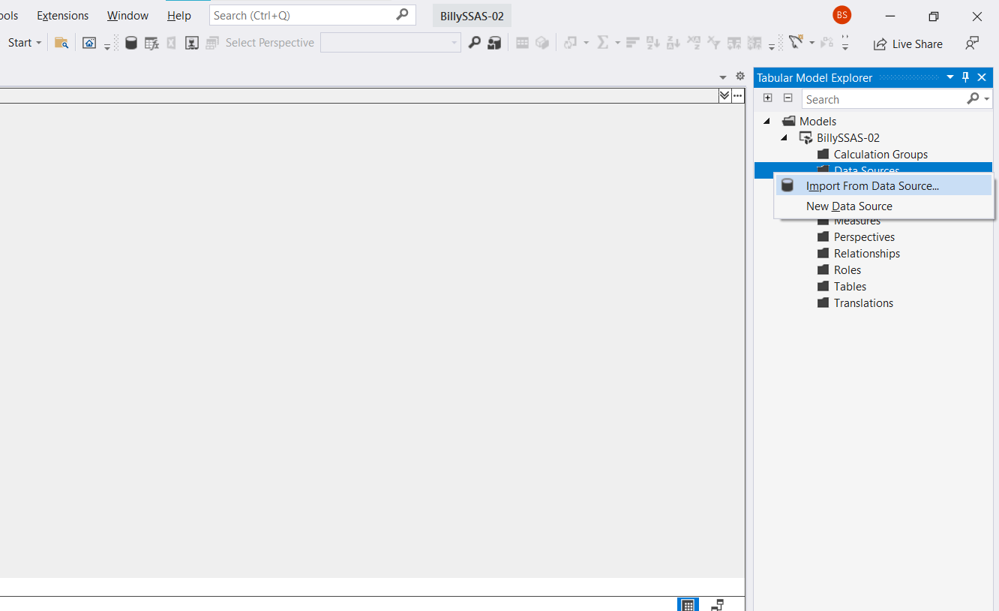 ools Extensions Window Help Search (Ctrl+Q) BillySSAS-02 BS
Start Select Perspective Live Share
Tabular Model Explorer
Search
Models
BillySSAS-02
Calculation Groups
Data Sources
Import From Data Source...
New Data Source
Measures
Perspectives
Relationships
Roles
Tables
Translations